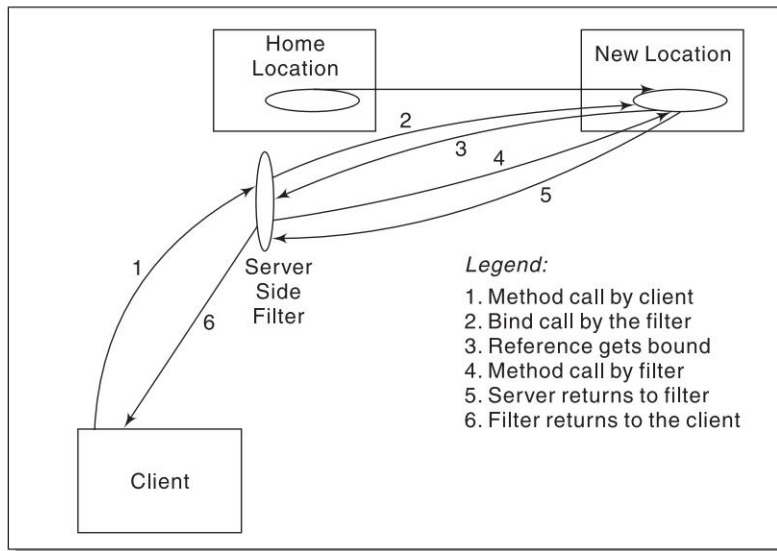 Home
Location
New Location
2
3
4
5
1
Server
Side
Filter
6
Client
Legend:
1. Method call by client
2. Bind call by the filter
3. Reference gets bound
4. Method call by filter
5. Server returns to filter
6. Filter returns to the client